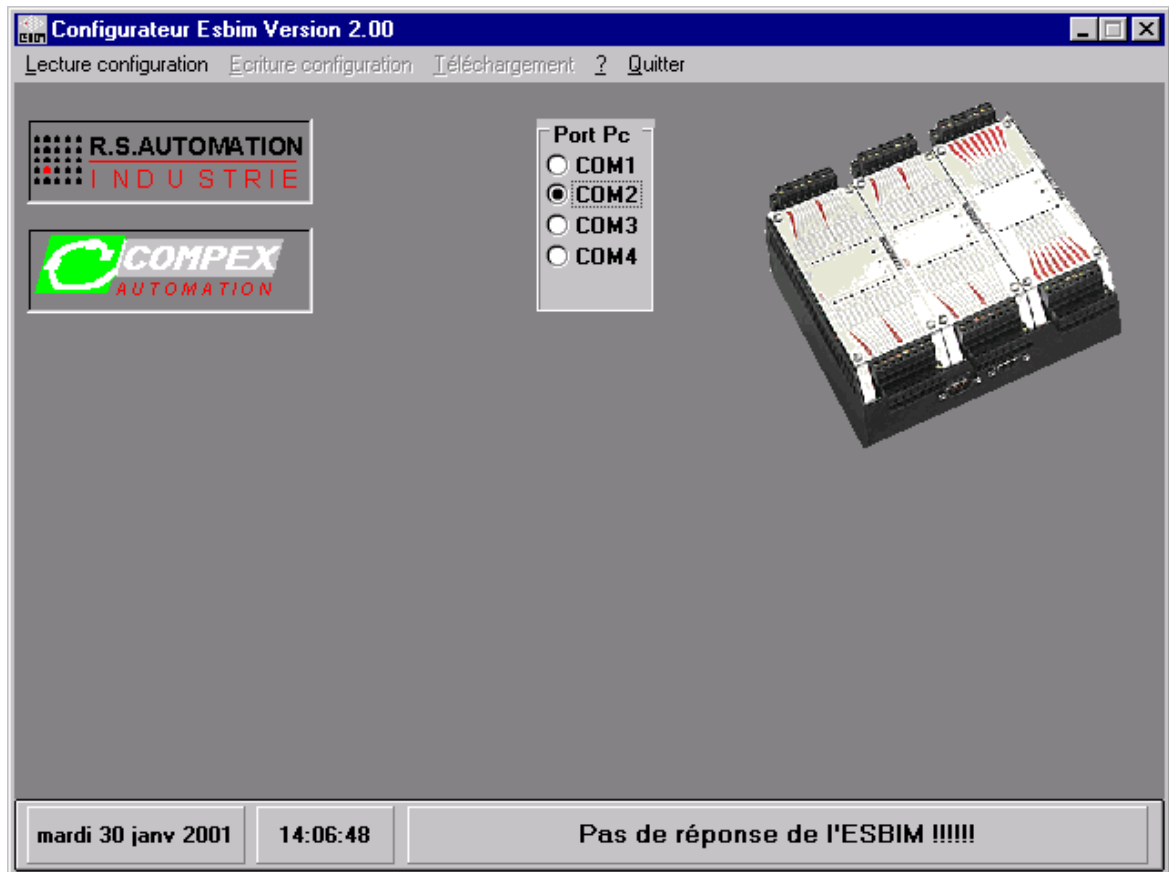 Configurateur Esbim Version 2.00
Lecture configuration Ecriture configuration Téléchargement ? Quitter
R.S.AUTOMATION
INDUSTRIE
COMPEX
AUTOMATION
Port Pc
COM1
COM2
COM3
COM4
mardi 30 janv 2001 14:06:48 Pas de réponse de l'ESBIM !!!!!!